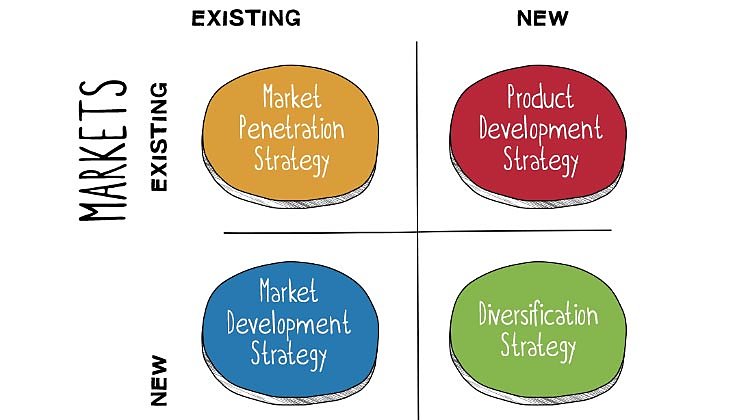 EXISTING
NEW
MARKETS
EXISTING
Market
Penetration
Strategy
Product
Development
Strategy
NEW
Market
Development
Strategy
Diversification
Strategy